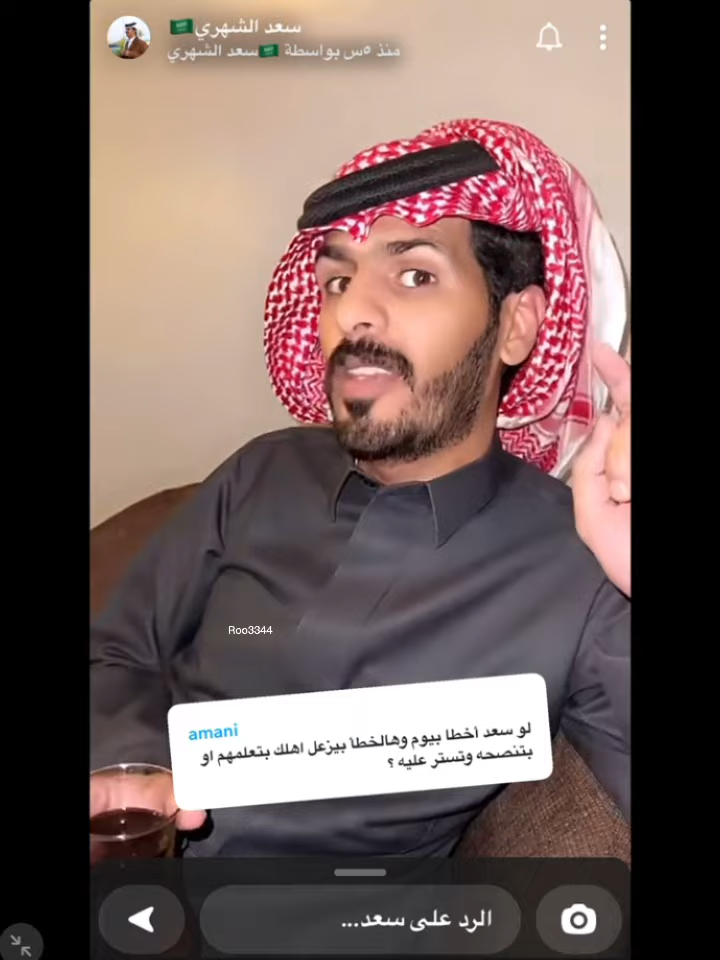 سعد الشهري🇸🇦
منذ ٥س بواسطة 🇸🇦سعد الشهري
Roo3344
amani
لو سعد أخطا بيوم وهالخطأ بيزعل اهلك بتعلمهم او
بتنصحه وتستر عليه ؟
الرد على سعد...